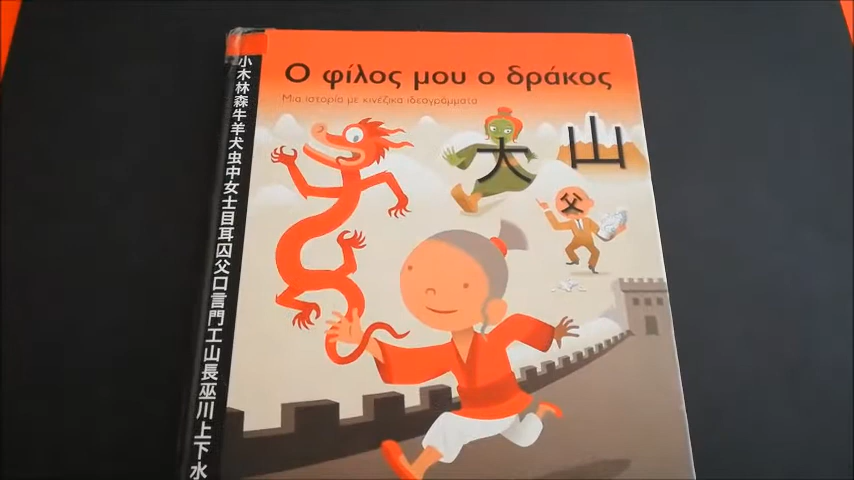 Ο φίλος μου ο δράκος
Μια ιστορία με κινέζικα ιδεογράμματα
大
山
父
小木林森牛羊犬虫中女士目耳囚父口言門工山長巫川上下水